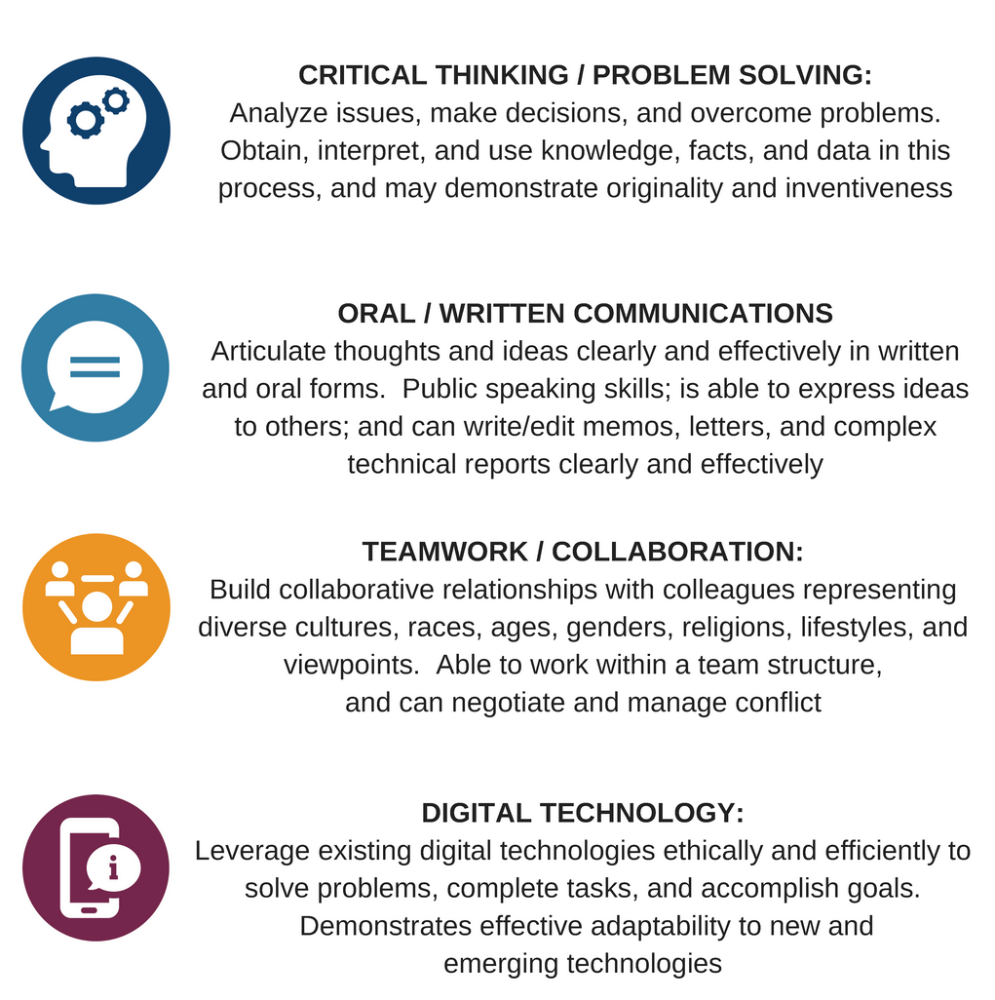 CRITICAL THINKING / PROBLEM SOLVING:
Analyze issues, make decisions, and overcome problems.
Obtain, interpret, and use knowledge, facts, and data in this
process, and may demonstrate originality and inventiveness
ORAL / WRITTEN COMMUNICATIONS
Articulate thoughts and ideas clearly and effectively in written
and oral forms.  Public speaking skills; is able to express ideas
to others; and can write/edit memos, letters, and complex
technical reports clearly and effectively
TEAMWORK / COLLABORATION:
Build collaborative relationships with colleagues representing
diverse cultures, races, ages, genders, religions, lifestyles, and
viewpoints.  Able to work within a team structure,
and can negotiate and manage conflict
DIGITAL TECHNOLOGY:
Leverage existing digital technologies ethically and efficiently to
solve problems, complete tasks, and accomplish goals.
Demonstrates effective adaptability to new and
emerging technologies
i